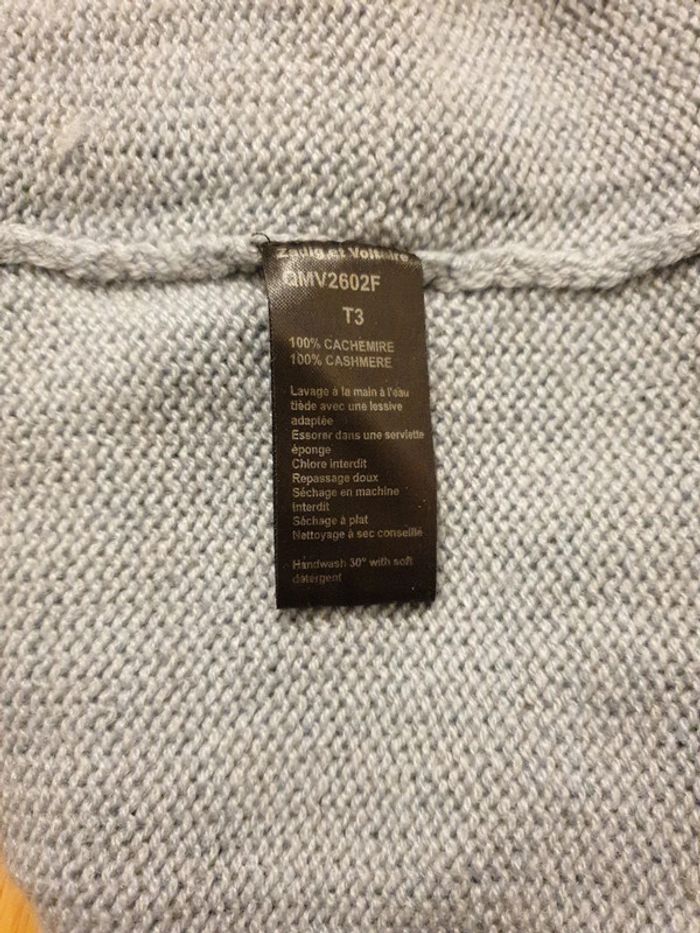 Zadig et Voltaire
QMV2602F
T3
100% CACHEMIRE
100% CASHMERE
Lavage à la main à l'eau
tiède avec une lessive
adaptée
Essorer dans une serviette
éponge
Chlore interdit
Repassage doux
Séchage en machine
interdit
Séchage à plat
Nettoyage à sec conseillé
Handwash 30° with soft
detergent